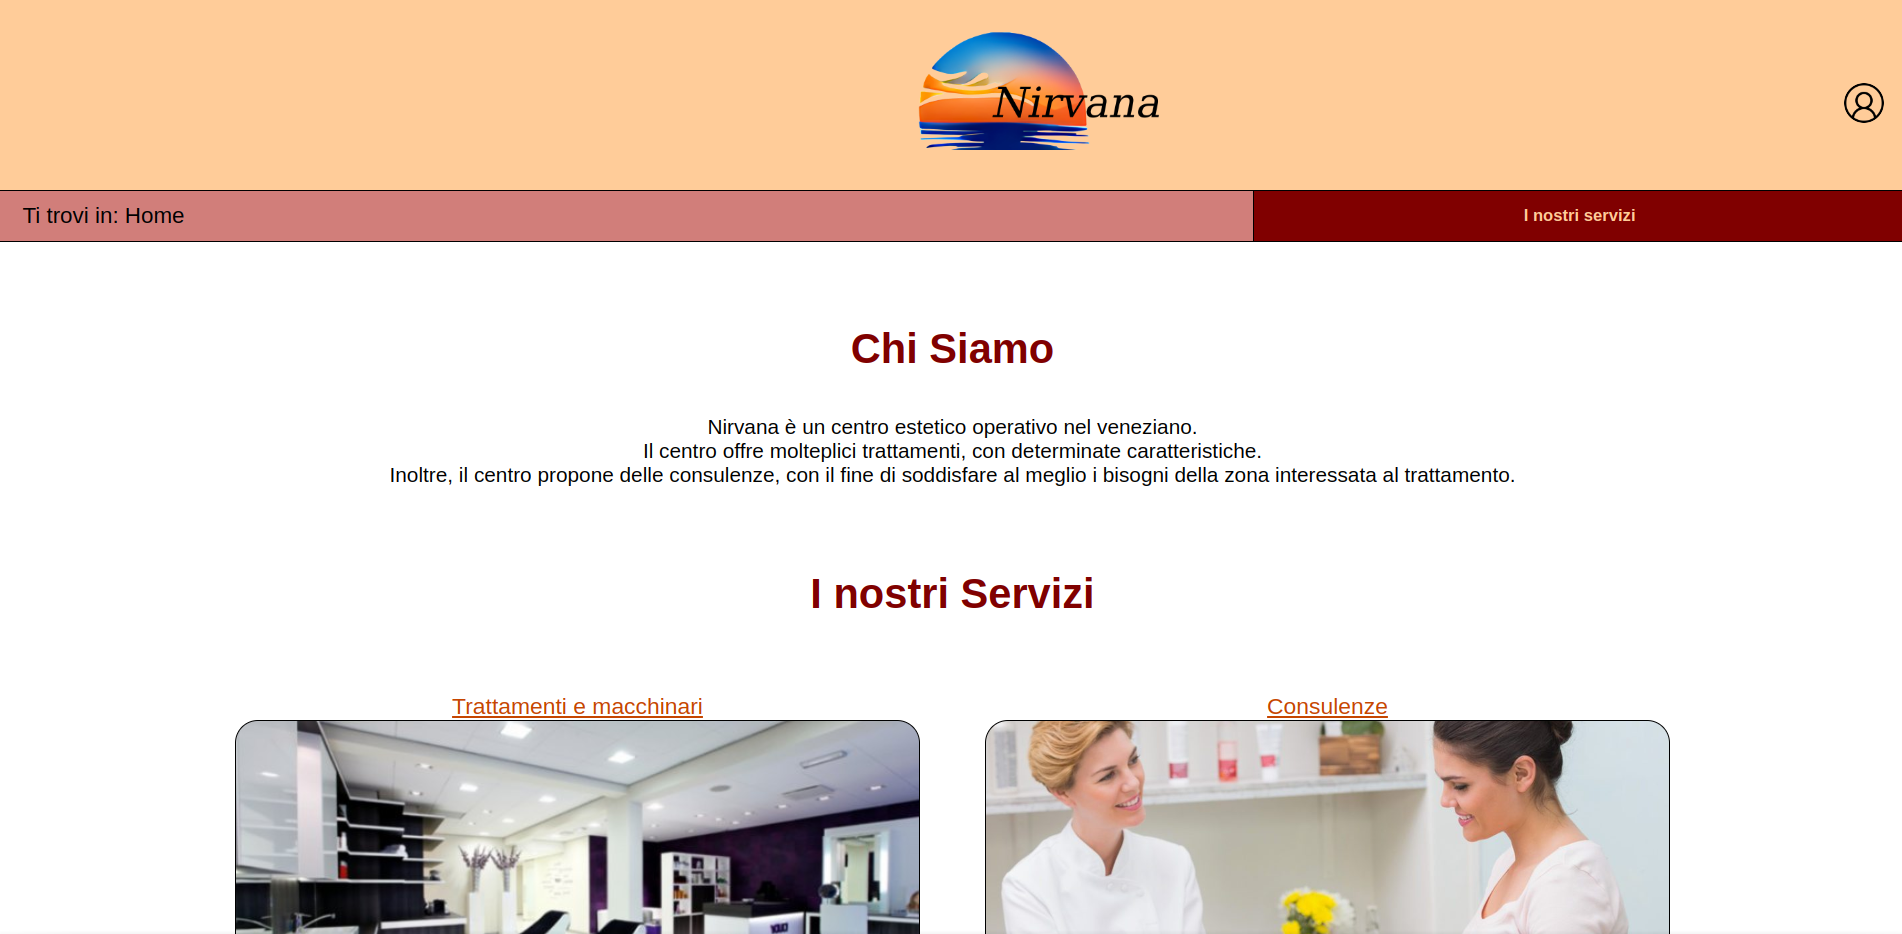 Nirvana
Ti trovi in: Home
I nostri servizi
Chi Siamo
Nirvana è un centro estetico operativo nel veneziano.
Il centro offre molteplici trattamenti, con determinate caratteristiche.
Inoltre, il centro propone delle consulenze, con il fine di soddisfare al meglio i bisogni della zona interessata al trattamento.
I nostri Servizi
Trattamenti e macchinari
Consulenze